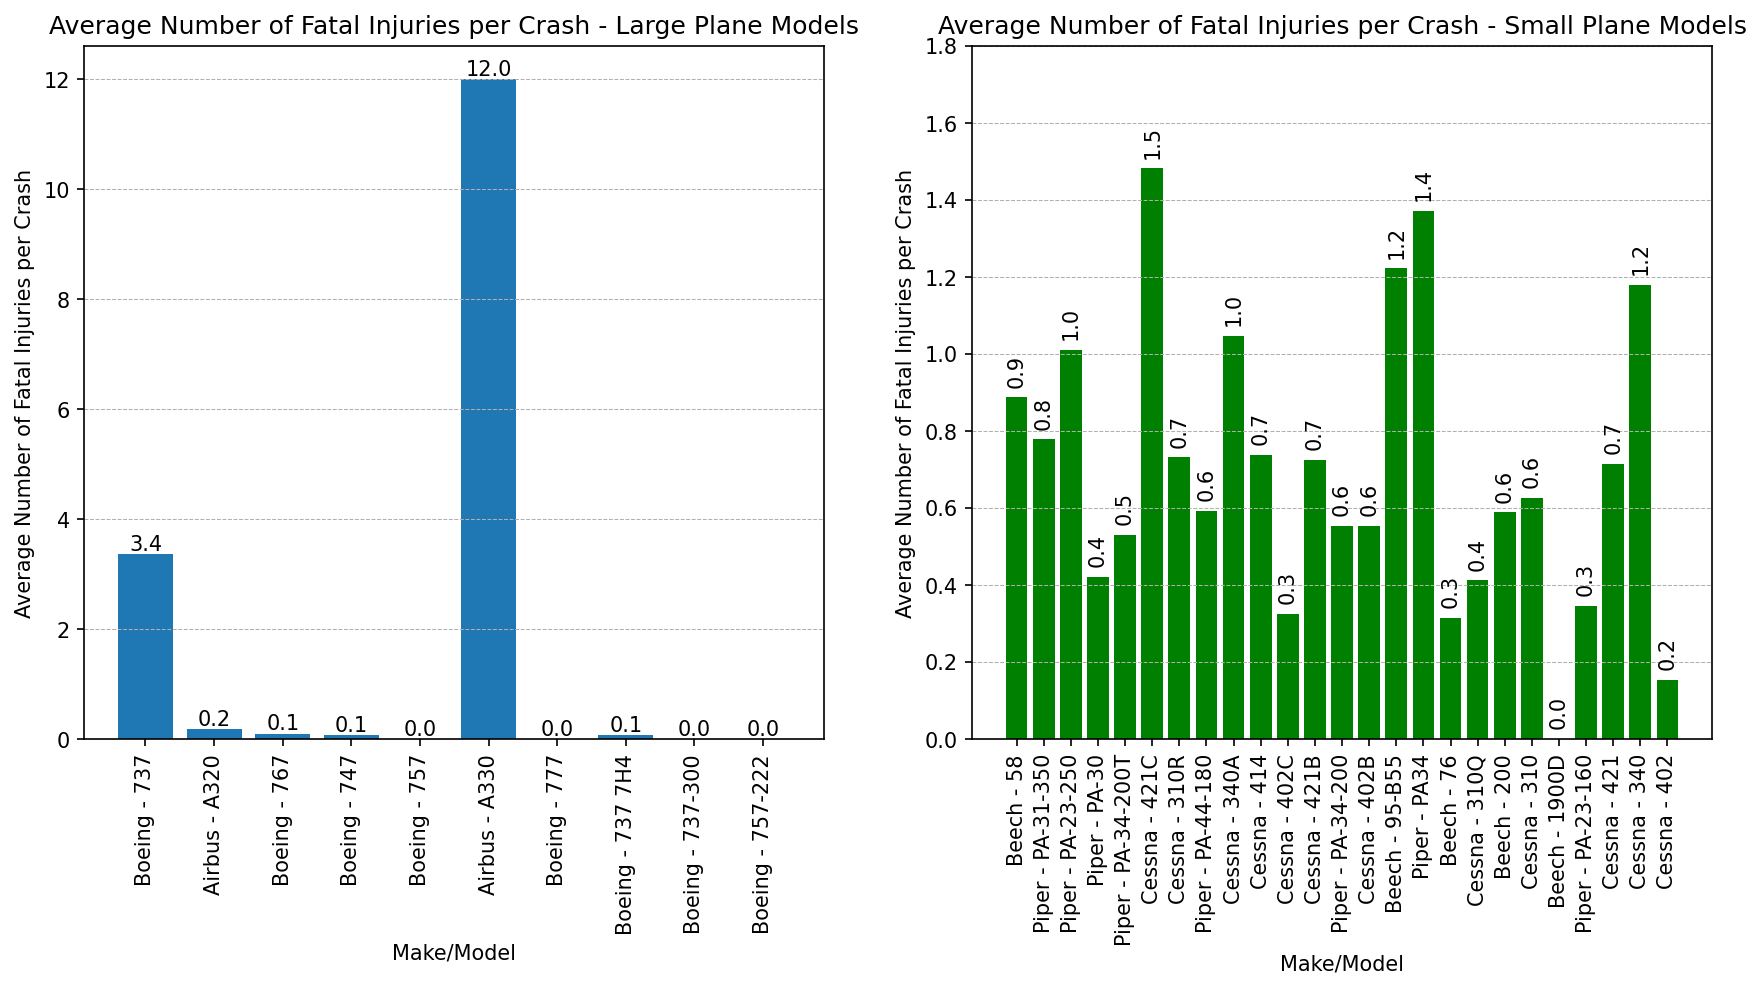 Average Number of Fatal Injuries per Crash - Large Plane Models
Average Number of Fatal Injuries per Crash
12
10
8
6
4
2
0
3.4
0.2
0.1
0.1
0.0
12.0
0.0
0.1
0.0
0.0
Boeing - 737
Airbus - A320
Boeing - 767
Boeing - 747
Boeing - 757
Airbus - A330
Boeing - 777
Boeing - 737 7H4
Boeing - 737-300
Boeing - 757-222
Make/Model
Average Number of Fatal Injuries per Crash - Small Plane Models
Average Number of Fatal Injuries per Crash
1.8
1.6
1.4
1.2
1.0
0.8
0.6
0.4
0.2
0.0
0.9
0.8
1.0
0.4
0.5
1.5
0.7
0.6
1.0
0.7
0.3
0.7
0.6
0.6
1.2
1.4
0.3
0.4
0.6
0.6
0.0
0.3
0.7
1.2
0.2
Beech - 58
Piper - PA-31-350
Piper - PA-23-250
Piper - PA-30
Piper - PA-34-200T
Cessna - 421C
Cessna - 310R
Piper - PA-44-180
Cessna - 340A
Cessna - 414
Cessna - 402C
Cessna - 421B
Piper - PA-34-200
Cessna - 402B
Beech - 95-B55
Piper - PA34
Beech - 76
Cessna - 310Q
Beech - 200
Cessna - 310
Beech - 1900D
Piper - PA-23-160
Cessna - 421
Cessna - 340
Cessna - 402
Make/Model